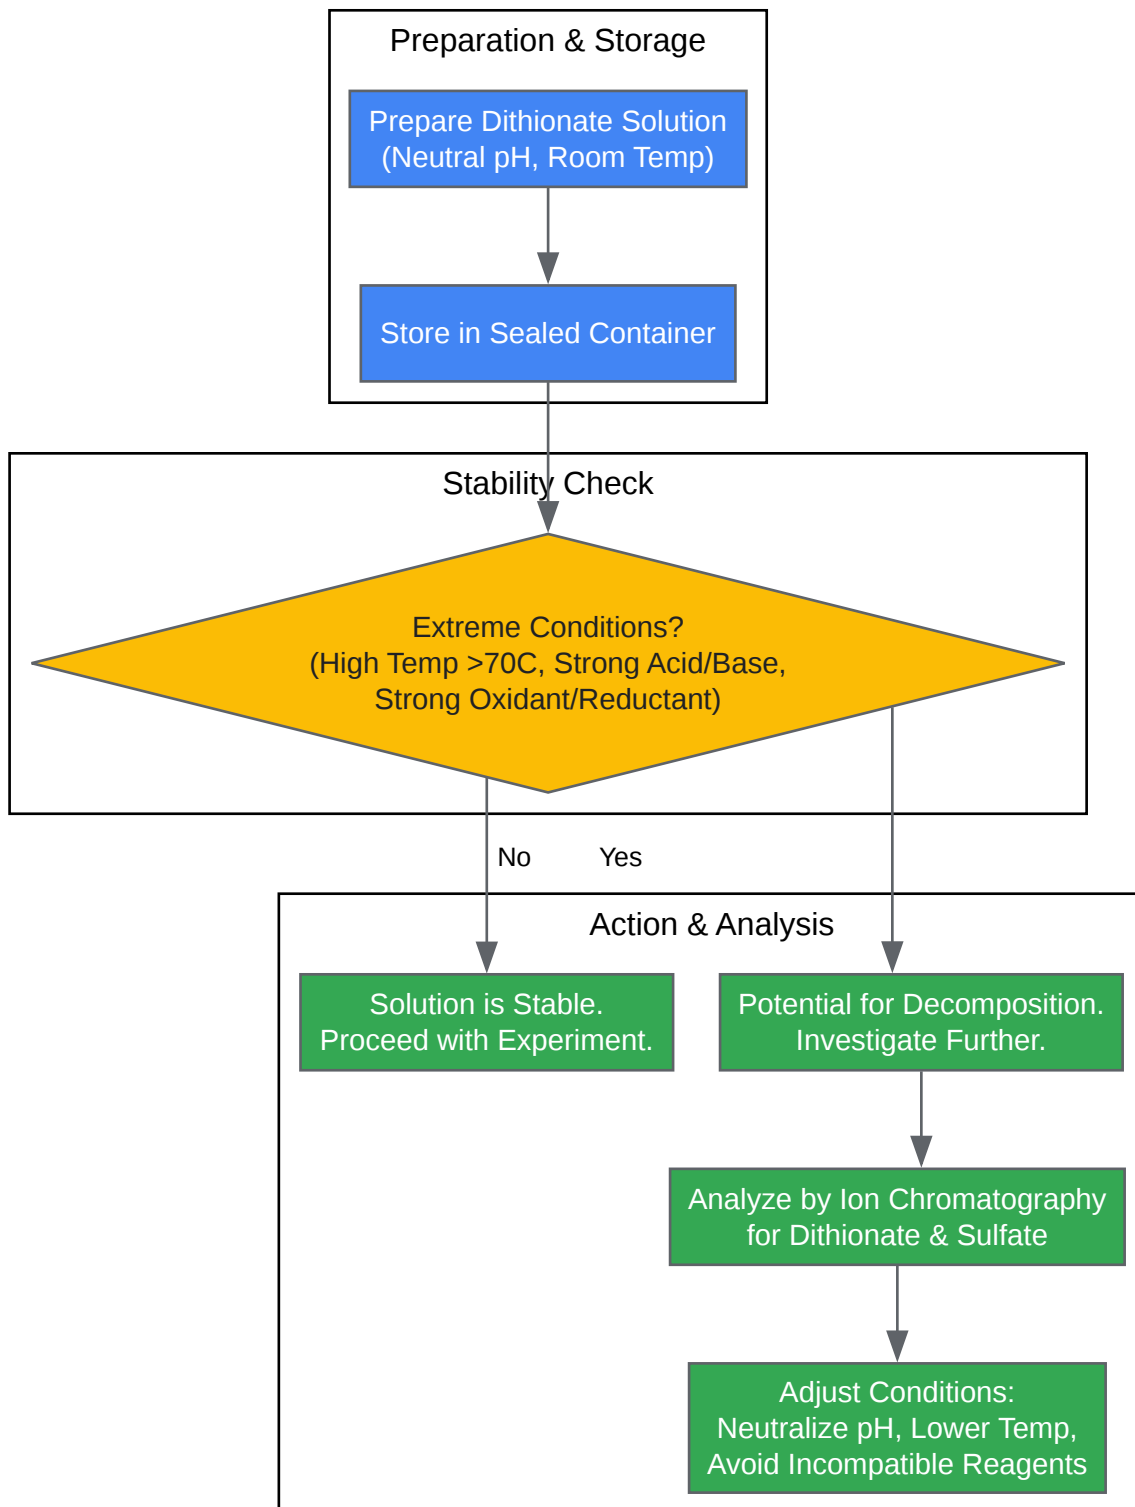 Preparation & Storage
Prepare Dithionate Solution
(Neutral pH, Room Temp)
Store in Sealed Container
Stability Check
Extreme Conditions?
(High Temp >70C, Strong Acid/Base,
Strong Oxidant/Reductant)
No
Yes
Action & Analysis
Solution is Stable.
Proceed with Experiment.
Potential for Decomposition.
Investigate Further.
Analyze by Ion Chromatography
for Dithionate & Sulfate
Adjust Conditions:
Neutralize pH, Lower Temp,
Avoid Incompatible Reagents